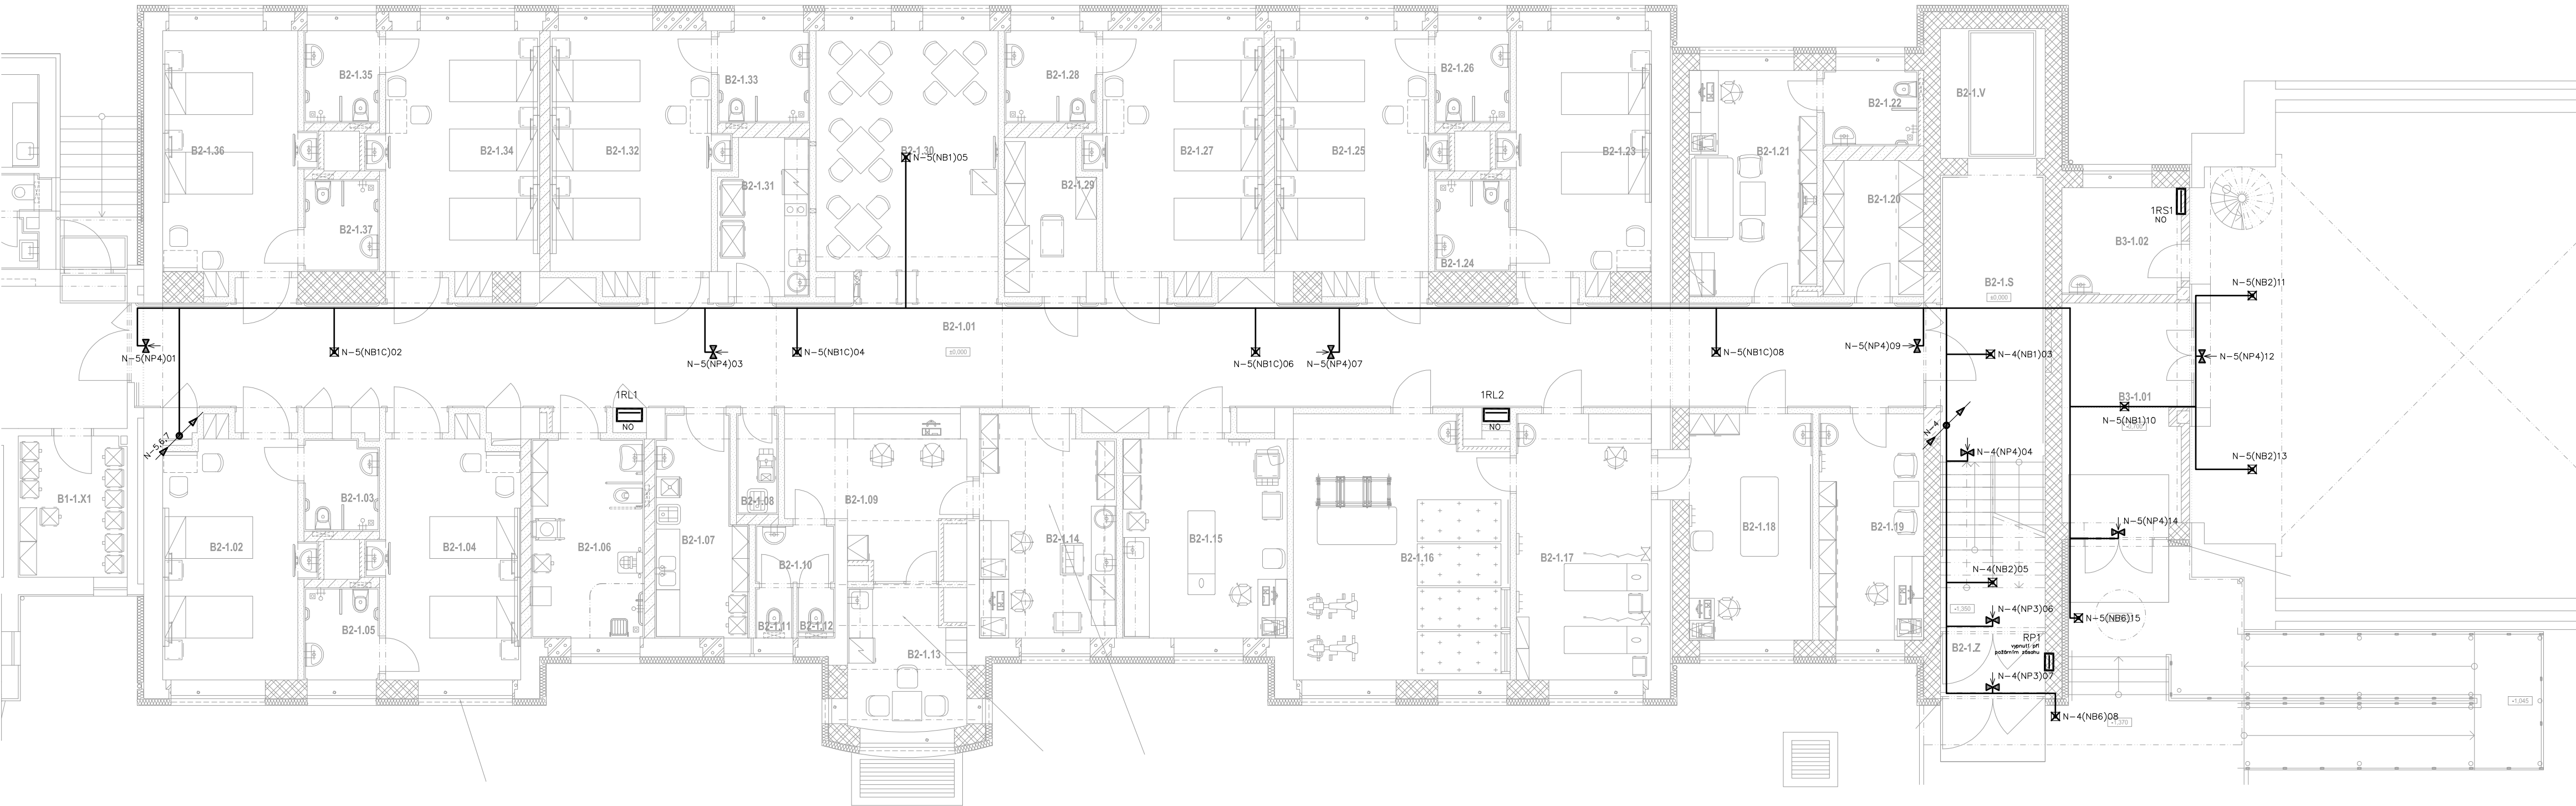 B2-1.35
B2-1.33
B2-1.28
B2-1.26
B2-1.V
B2-1.22
B2-1.36
B2-1.34
B2-1.32
B2-1.30
N-5(NB1)05
B2-1.27
B2-1.25
B2-1.23
B2-1.21
B2-1.31
B2-1.29
B2-1.20
1RS1
NO
B2-1.37
B3-1.02
B2-1.24
B2-1.S
±0,000
N-5(NB2)11
B2-1.01
±0,000
N-5(NP4)01
N-5(NB1C)02
N-5(NP4)03
N-5(NB1C)04
N-5(NB1C)06
N-5(NP4)07
N-5(NB1C)08
N-5(NP4)09
N-4(NB1)03
N-5(NP4)12
1RL1
NO
1RL2
NO
B3-1.01
N-5(NB1)10
N-5,6,7
N-4
N-4(NP4)04
N-5(NB2)13
B1-1.X1
B2-1.03
B2-1.08
B2-1.09
B2-1.02
B2-1.04
B2-1.06
B2-1.07
B2-1.10
B2-1.14
B2-1.15
B2-1.16
B2-1.17
B2-1.18
B2-1.19
N-5(NP4)14
N-4(NB2)05
B2-1.05
B2-1.11
B2-1.12
B2-1.13
+1,350
N-4(NP3)06
N-5(NB6)15
RP1
vypnutí při
požárním zásahu
B2-1.Z
N-4(NP3)07
N-4(NB6)08